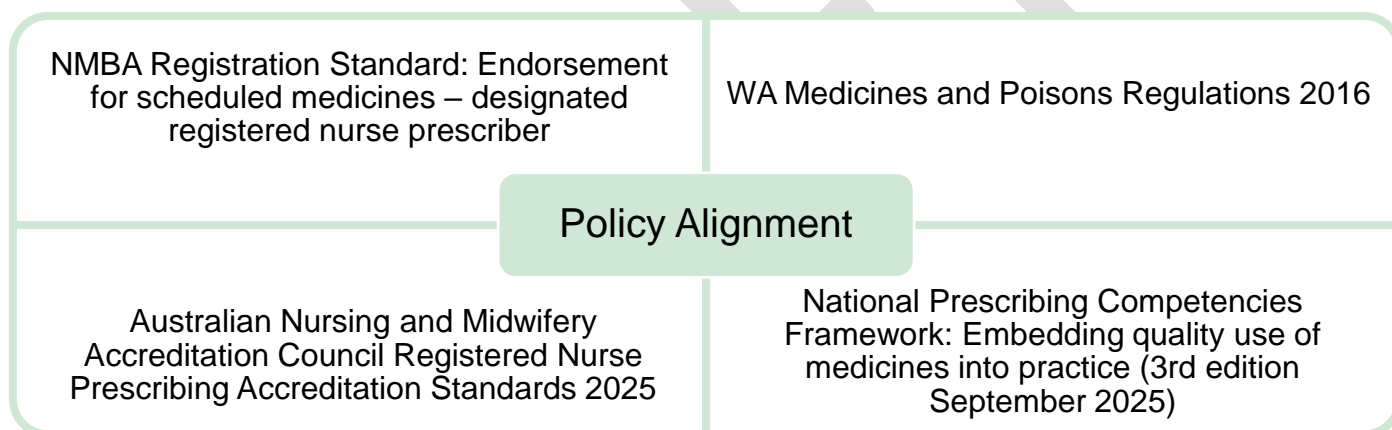 NMBA Registration Standard: Endorsement
for scheduled medicines – designated
registered nurse prescriber
WA Medicines and Poisons Regulations 2016
Policy Alignment
Australian Nursing and Midwifery
Accreditation Council Registered Nurse
Prescribing Accreditation Standards 2025
National Prescribing Competencies
Framework: Embedding quality use of
medicines into practice (3rd edition
September 2025)